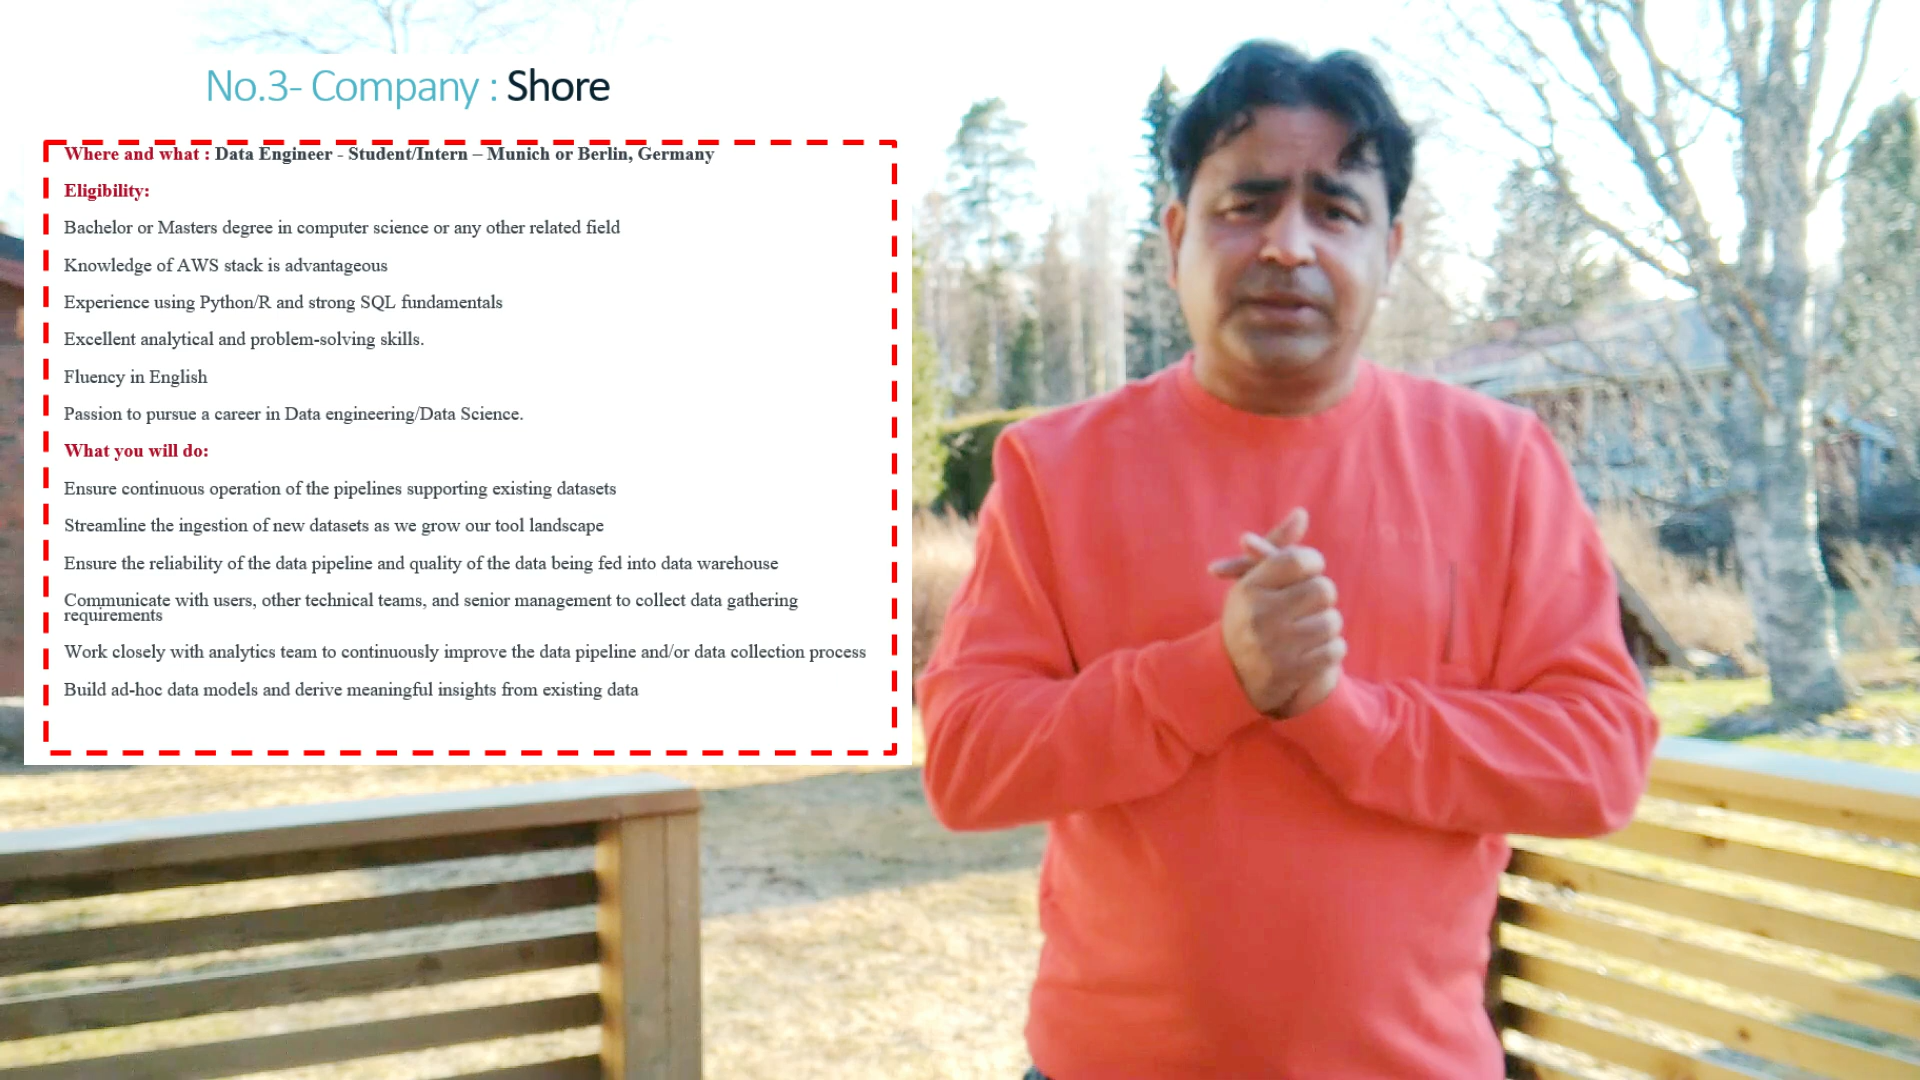 No.3- Company : Shore
Where and what : Data Engineer - Student/Intern – Munich or Berlin, Germany
Eligibility:
Bachelor or Masters degree in computer science or any other related field
Knowledge of AWS stack is advantageous
Experience using Python/R and strong SQL fundamentals
Excellent analytical and problem-solving skills.
Fluency in English
Passion to pursue a career in Data engineering/Data Science.
What you will do:
Ensure continuous operation of the pipelines supporting existing datasets
Streamline the ingestion of new datasets as we grow our tool landscape
Ensure the reliability of the data pipeline and quality of the data being fed into data warehouse
Communicate with users, other technical teams, and senior management to collect data gathering
requirements
Work closely with analytics team to continuously improve the data pipeline and/or data collection process
Build ad-hoc data models and derive meaningful insights from existing data